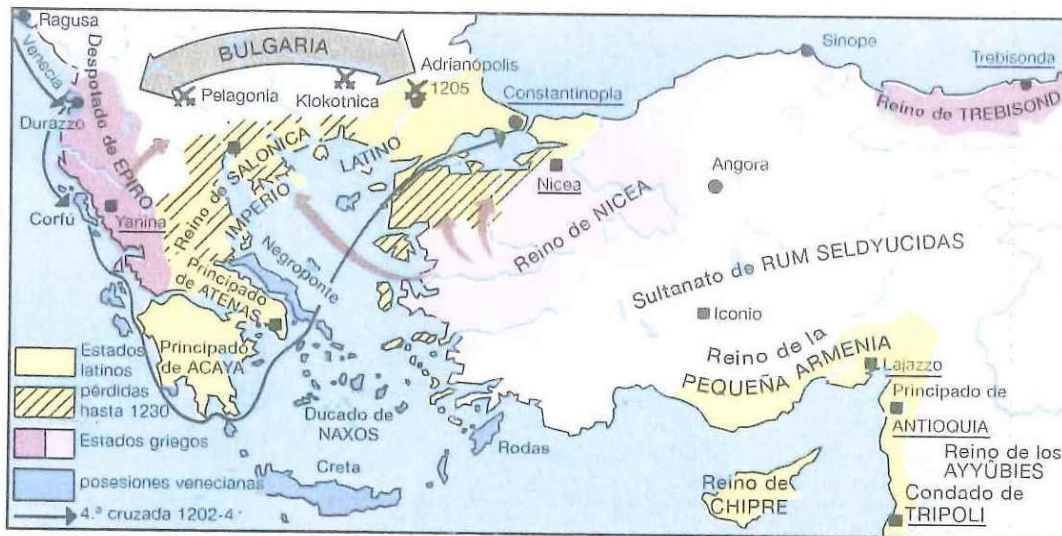 Ragusa
Venecia
Durazzo
Despotado de EPIRO
BULGARIA
Pelagonia
Klokotnica
Adrianópolis
1205
Constantinopla
Sinope
Trebisonda
Reino de TREBISOND
Corfú
Yanina
Reino de SALONICA
IMPERIO
LATINO
Nicea
Reino de NICEA
Angora
Negroponte
Principado
de ATENAS
Principado
de ACAYA
Sultanato de RUM SELDYUCIDAS
Iconio
Reino de la
PEQUEÑA ARMENIA
Lajazzo
Principado de
ANTIOQUIA
Reino de los
AYYÛBIES
Condado de
TRIPOLI
Ducado de
NAXOS
Rodas
Creta
Reino de
CHIPRE
Estados
latinos
pérdidas
hasta 1230
Estados griegos
posesiones venecianas
4.ª cruzada 1202-4